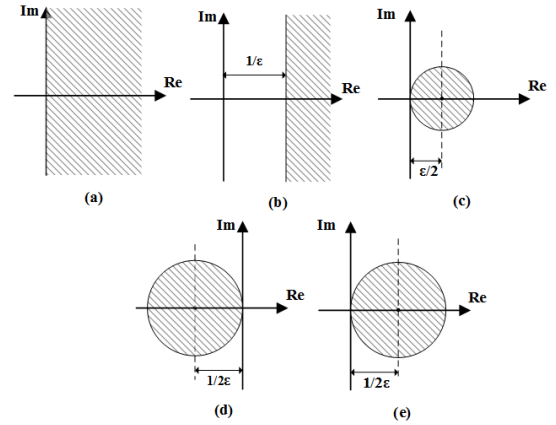 Im Im Im
1/ε
Re Re Re
ε/2
(a) (b) (c)
Im Im
Re Re
1/2ε 1/2ε
(d) (e)